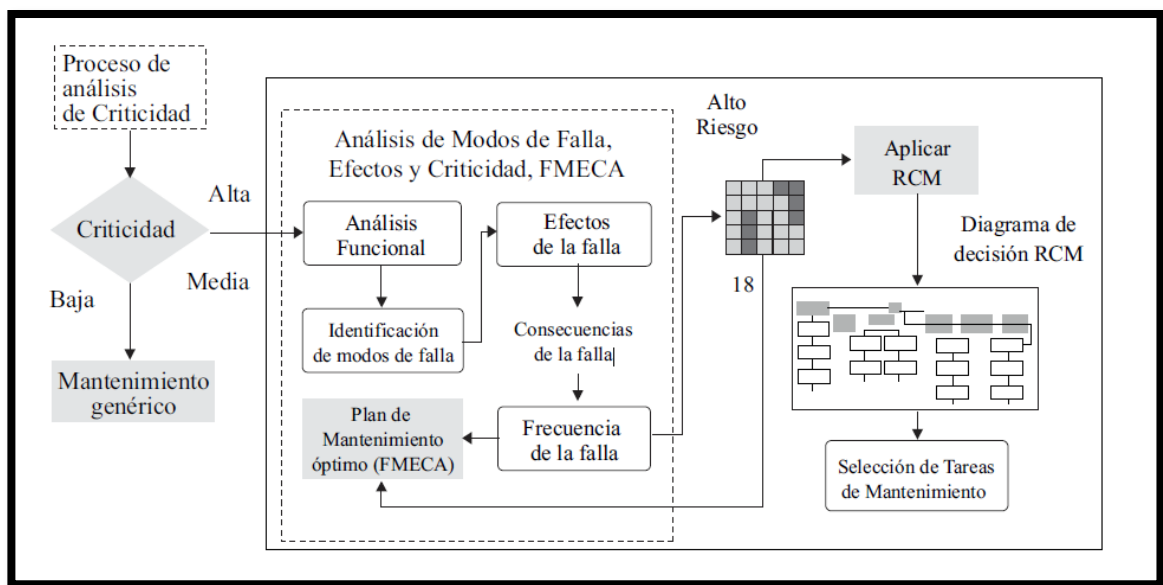 Proceso de
análisis
de Criticidad
Criticidad
Alta
Media
Baja
Mantenimiento
genérico
Análisis de Modos de Falla,
Efectos y Criticidad, FMECA
Análisis
Funcional
Identificación
de modos de falla
Efectos
de la falla
Consecuencias
de la falla
Frecuencia
de la falla
Plan de
Mantenimiento
óptimo (FMECA)
Alto
Riesgo
18
Aplicar
RCM
Diagrama de
decisión RCM
Selección de Tareas
de Mantenimiento